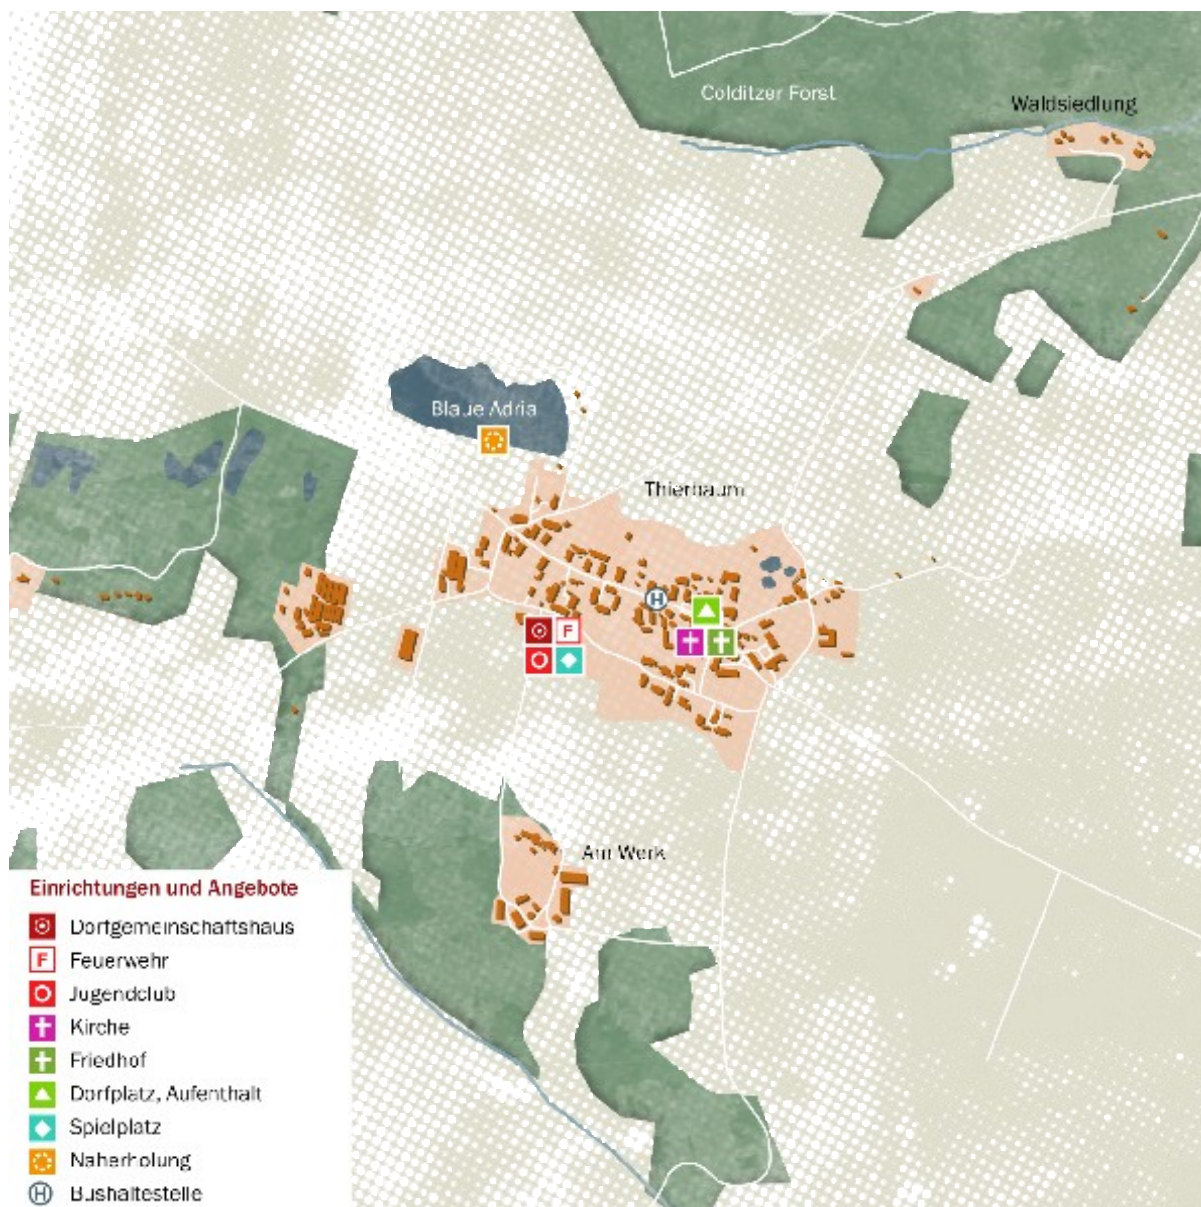 Colditzer Forst
Waldsiedlung
Blaue Adria
Thierbaum
H
F
Am Werk
Einrichtungen und Angebote
Dorfgemeinschaftshaus
F Feuerwehr
Jugendclub
Kirche
Friedhof
Dorfplatz, Aufenthalt
Spielplatz
Naherholung
H Bushaltestelle